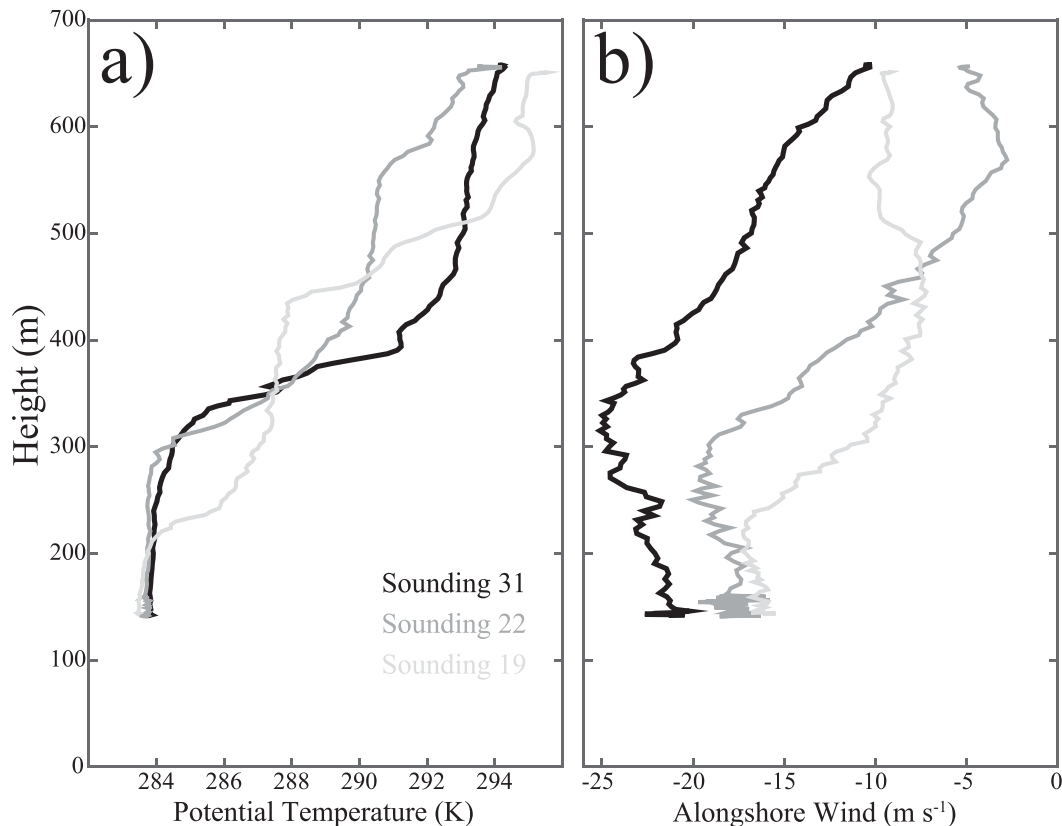 a)
b)
700
600
500
400
300
200
100
0
Height (m)
Sounding 31
Sounding 22
Sounding 19
284 286 288 290 292 294
Potential Temperature (K)
-25 -20 -15 -10 -5 0
Alongshore Wind (m s⁻¹)